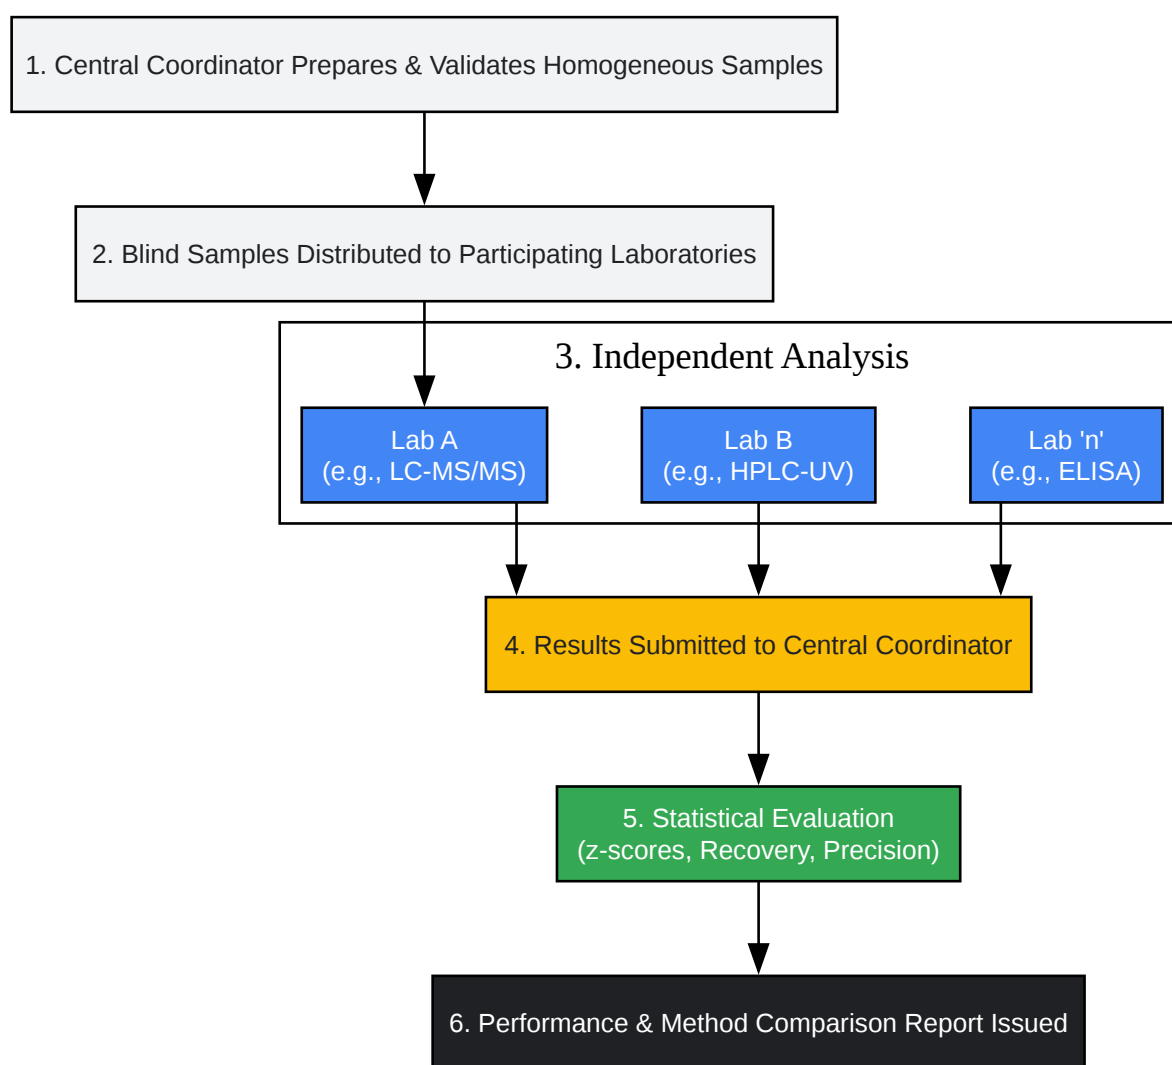 1. Central Coordinator Prepares & Validates Homogeneous Samples
2. Blind Samples Distributed to Participating Laboratories
3. Independent Analysis
Lab A
(e.g., LC-MS/MS)
Lab B
(e.g., HPLC-UV)
Lab 'n'
(e.g., ELISA)
4. Results Submitted to Central Coordinator
5. Statistical Evaluation
(z-scores, Recovery, Precision)
6. Performance & Method Comparison Report Issued